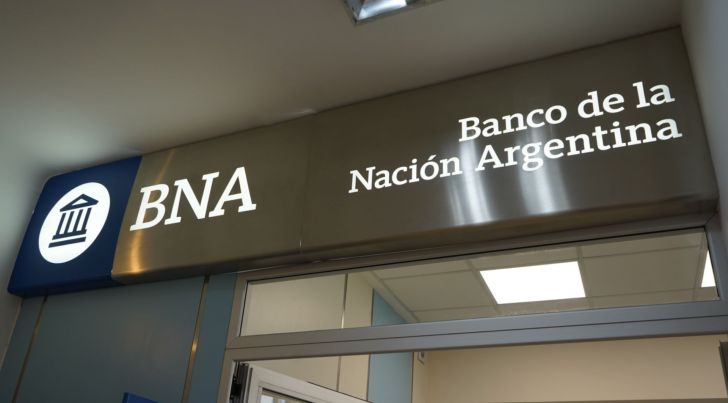 BNA
Banco de la
Nación Argentina